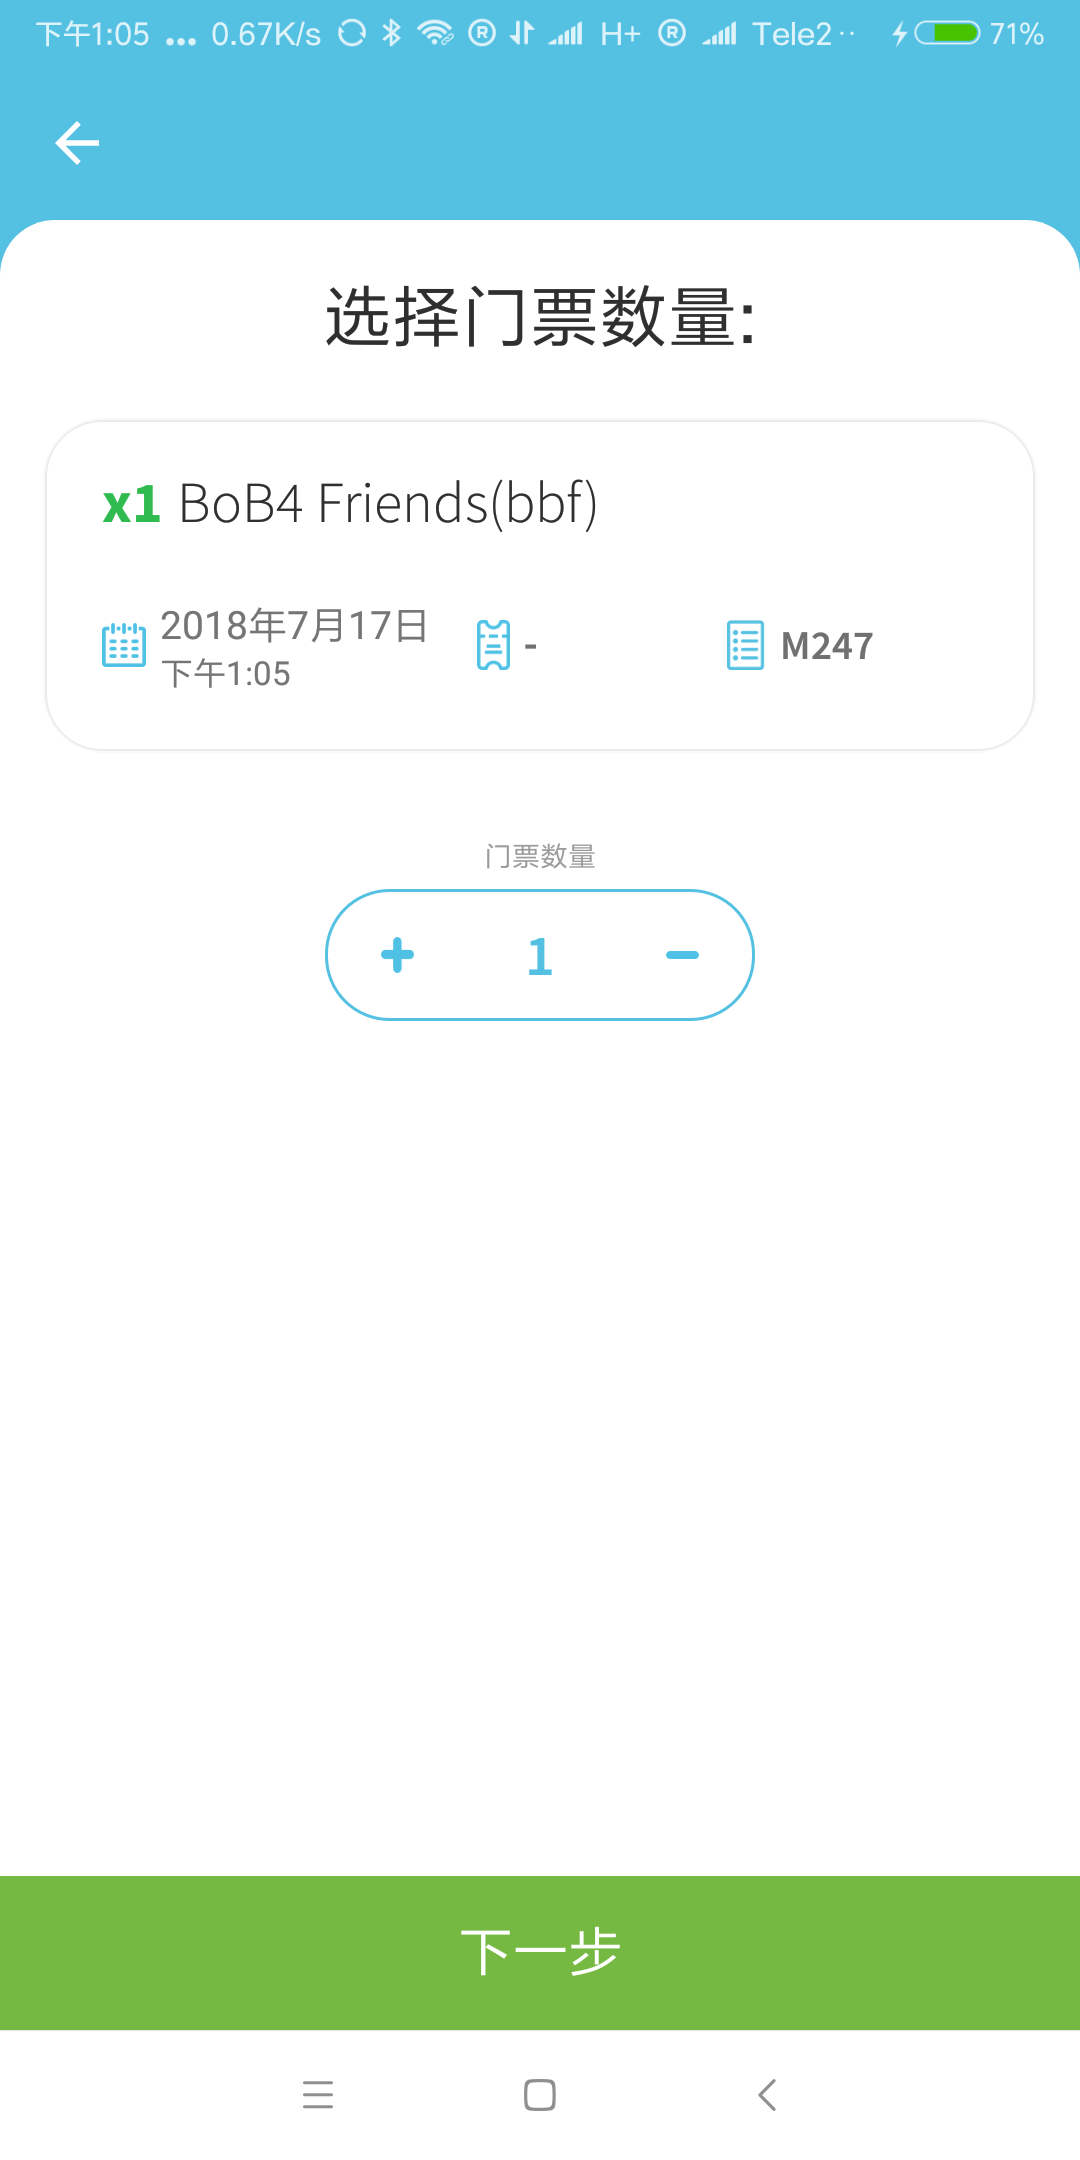 下午1:05 ... 0.67K/s R H+ R Tele2·· 71%
选择门票数量:
x1 BoB4 Friends(bbf)
2018年7月17日
下午1:05
-
M247
门票数量
+ 1 −
下一步